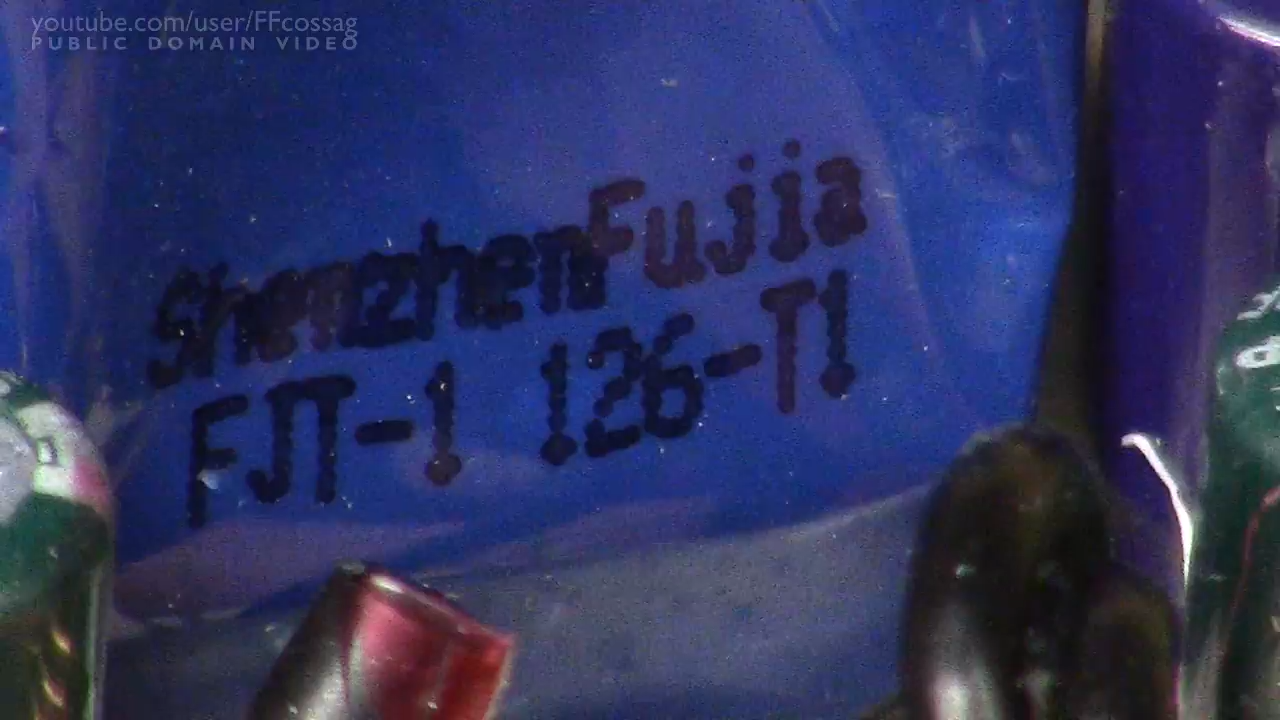 youtube.com/user/FFcossag
PUBLIC DOMAIN VIDEO
ShenzhenFujia
FJT-1 126-T1